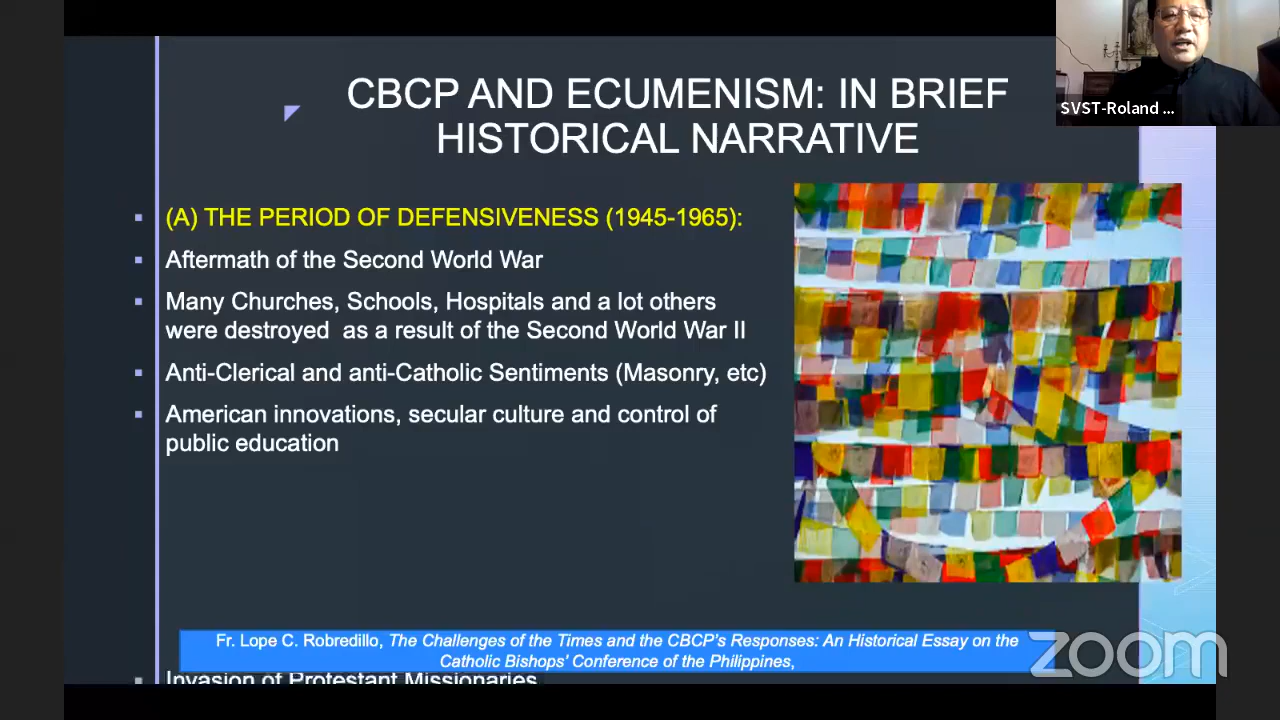 CBCP AND ECUMENISM: IN BRIEF
HISTORICAL NARRATIVE
SVST-Roland ...
(A) THE PERIOD OF DEFENSIVENESS (1945-1965):
Aftermath of the Second World War
Many Churches, Schools, Hospitals and a lot others
were destroyed as a result of the Second World War II
Anti-Clerical and anti-Catholic Sentiments (Masonry, etc)
American innovations, secular culture and control of
public education
Fr. Lope C. Robredillo, The Challenges of the Times and the CBCP's Responses: An Historical Essay on the
Catholic Bishops' Conference of the Philippines,
Invasion of Protestant Missionaries
zoom